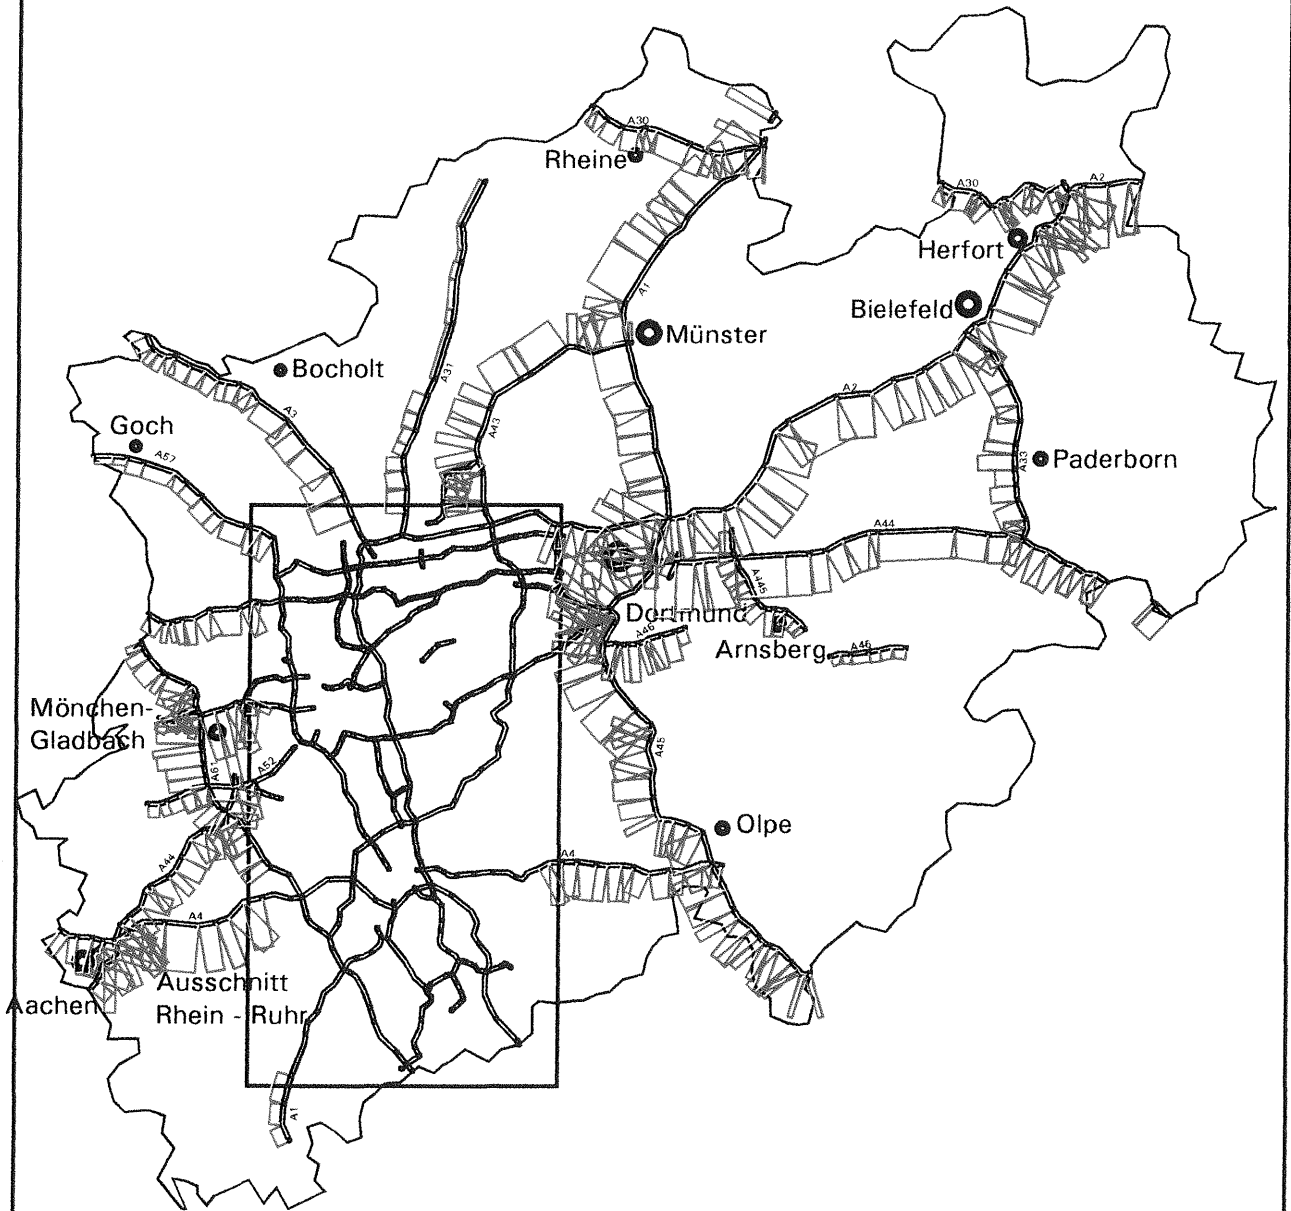 A30
Rheine
A30
A2
Herfort
A1
Bielefeld
Münster
Bocholt
A31
A3
A2
Goch
A43
A57
A33
Paderborn
A44
A445
Dortmund
A45
Arnsberg
A46
Mönchen-
Gladbach
A61
A52
A45
Olpe
A44
A4
A4
Ausschnitt
Rhein - Ruhr
Aachen
A1